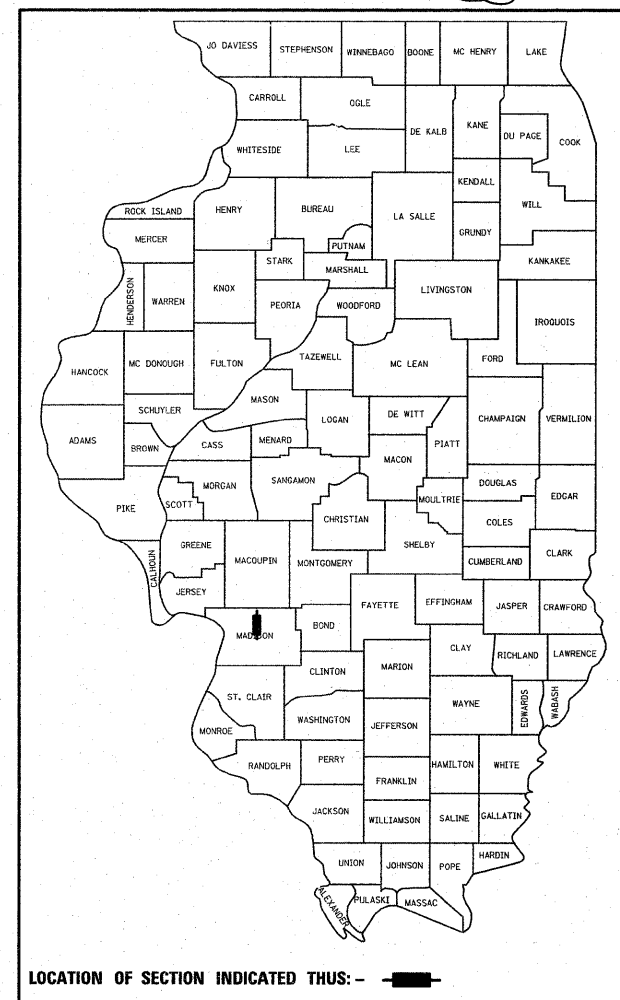 JO DAVIESS STEPHENSON WINNEBAGO BOONE MC HENRY LAKE
CARROLL OGLE DE KALB KANE DU PAGE COOK
WHITESIDE LEE
KENDALL WILL
ROCK ISLAND HENRY BUREAU LA SALLE GRUNDY
MERCER PUTNAM
STARK MARSHALL KANKAKEE
HENDERSON WARREN KNOX PEORIA WOODFORD LIVINGSTON IROQUOIS
HANCOCK MC DONOUGH FULTON TAZEWELL MC LEAN FORD
MASON
SCHUYLER LOGAN DE WITT CHAMPAIGN VERMILION
ADAMS BROWN CASS MENARD MACON PIATT
MORGAN SANGAMON DOUGLAS EDGAR
PIKE SCOTT CHRISTIAN MOULTRIE COLES
GREENE MACOUPIN MONTGOMERY SHELBY CUMBERLAND CLARK
CALHOUN JERSEY
FAYETTE EFFINGHAM JASPER CRAWFORD
MADISON BOND
CLAY RICHLAND LAWRENCE
CLINTON MARION
ST. CLAIR WAYNE EDWARDS WABASH
WASHINGTON JEFFERSON
MONROE
RANDOLPH PERRY HAMILTON WHITE
FRANKLIN
JACKSON WILLIAMSON SALINE GALLATIN
UNION JOHNSON POPE HARDIN
ALEXANDER PULASKI MASSAC
LOCATION OF SECTION INDICATED THUS:-